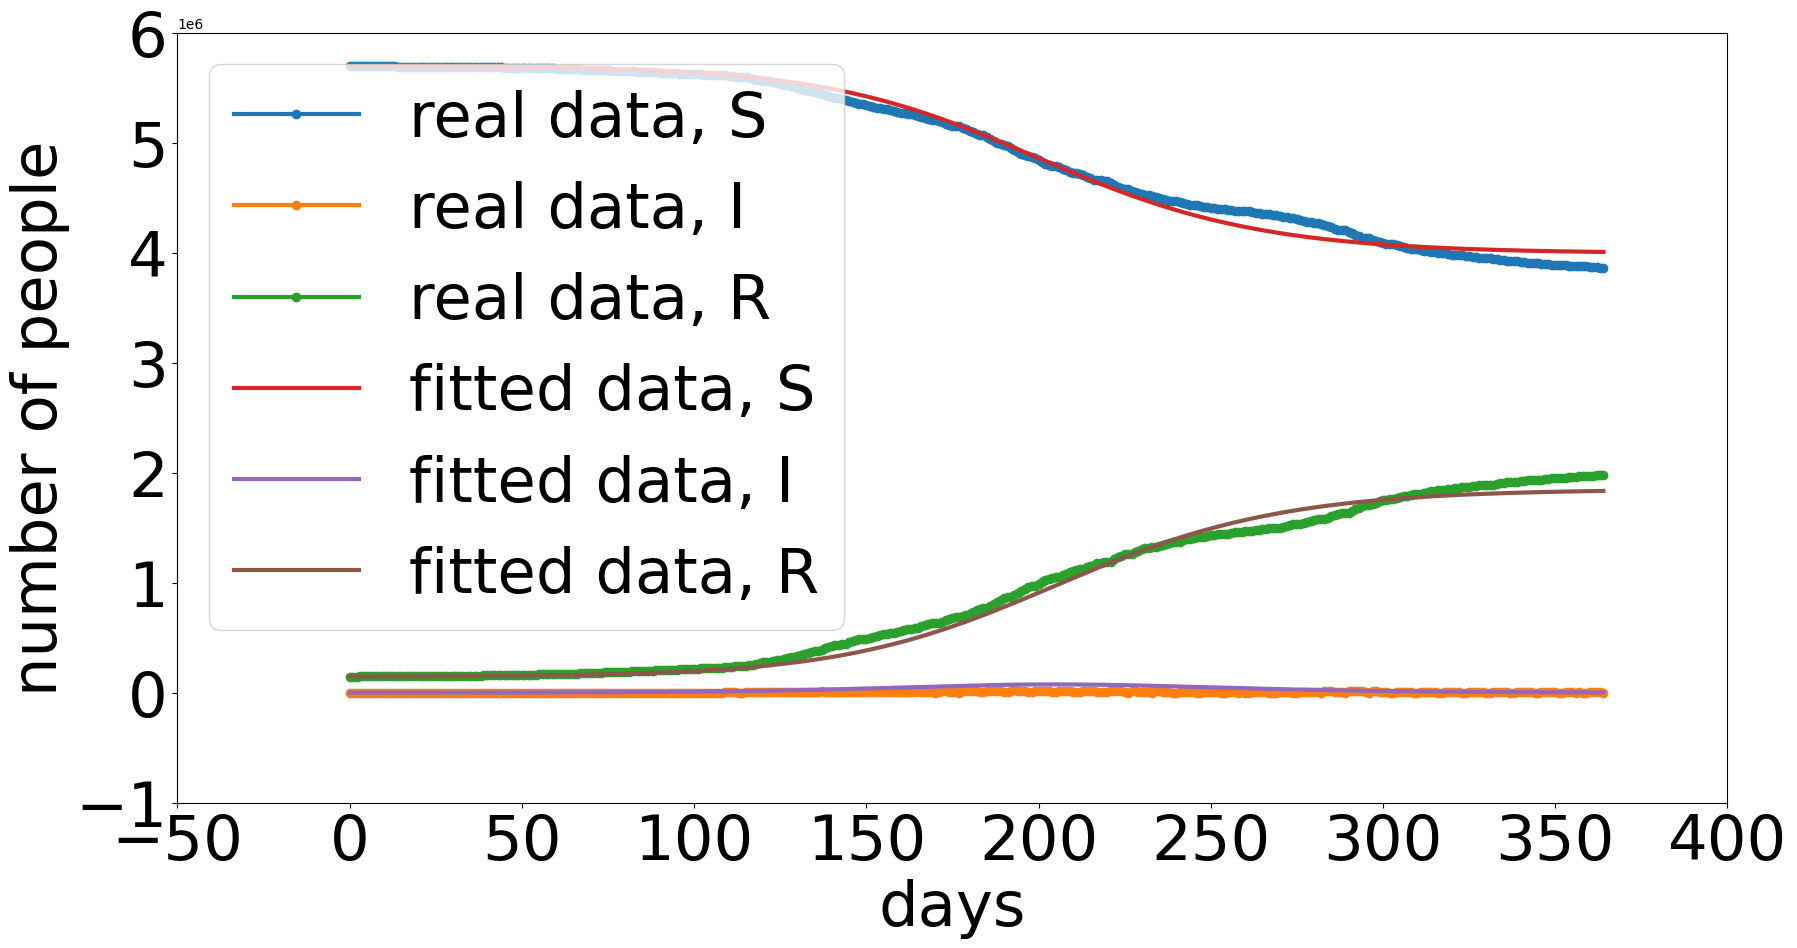 1e6
6
5
4
3
2
1
0
−1
number of people
real data, S
real data, I
real data, R
fitted data, S
fitted data, I
fitted data, R
−50 0 50 100 150 200 250 300 350 400
days